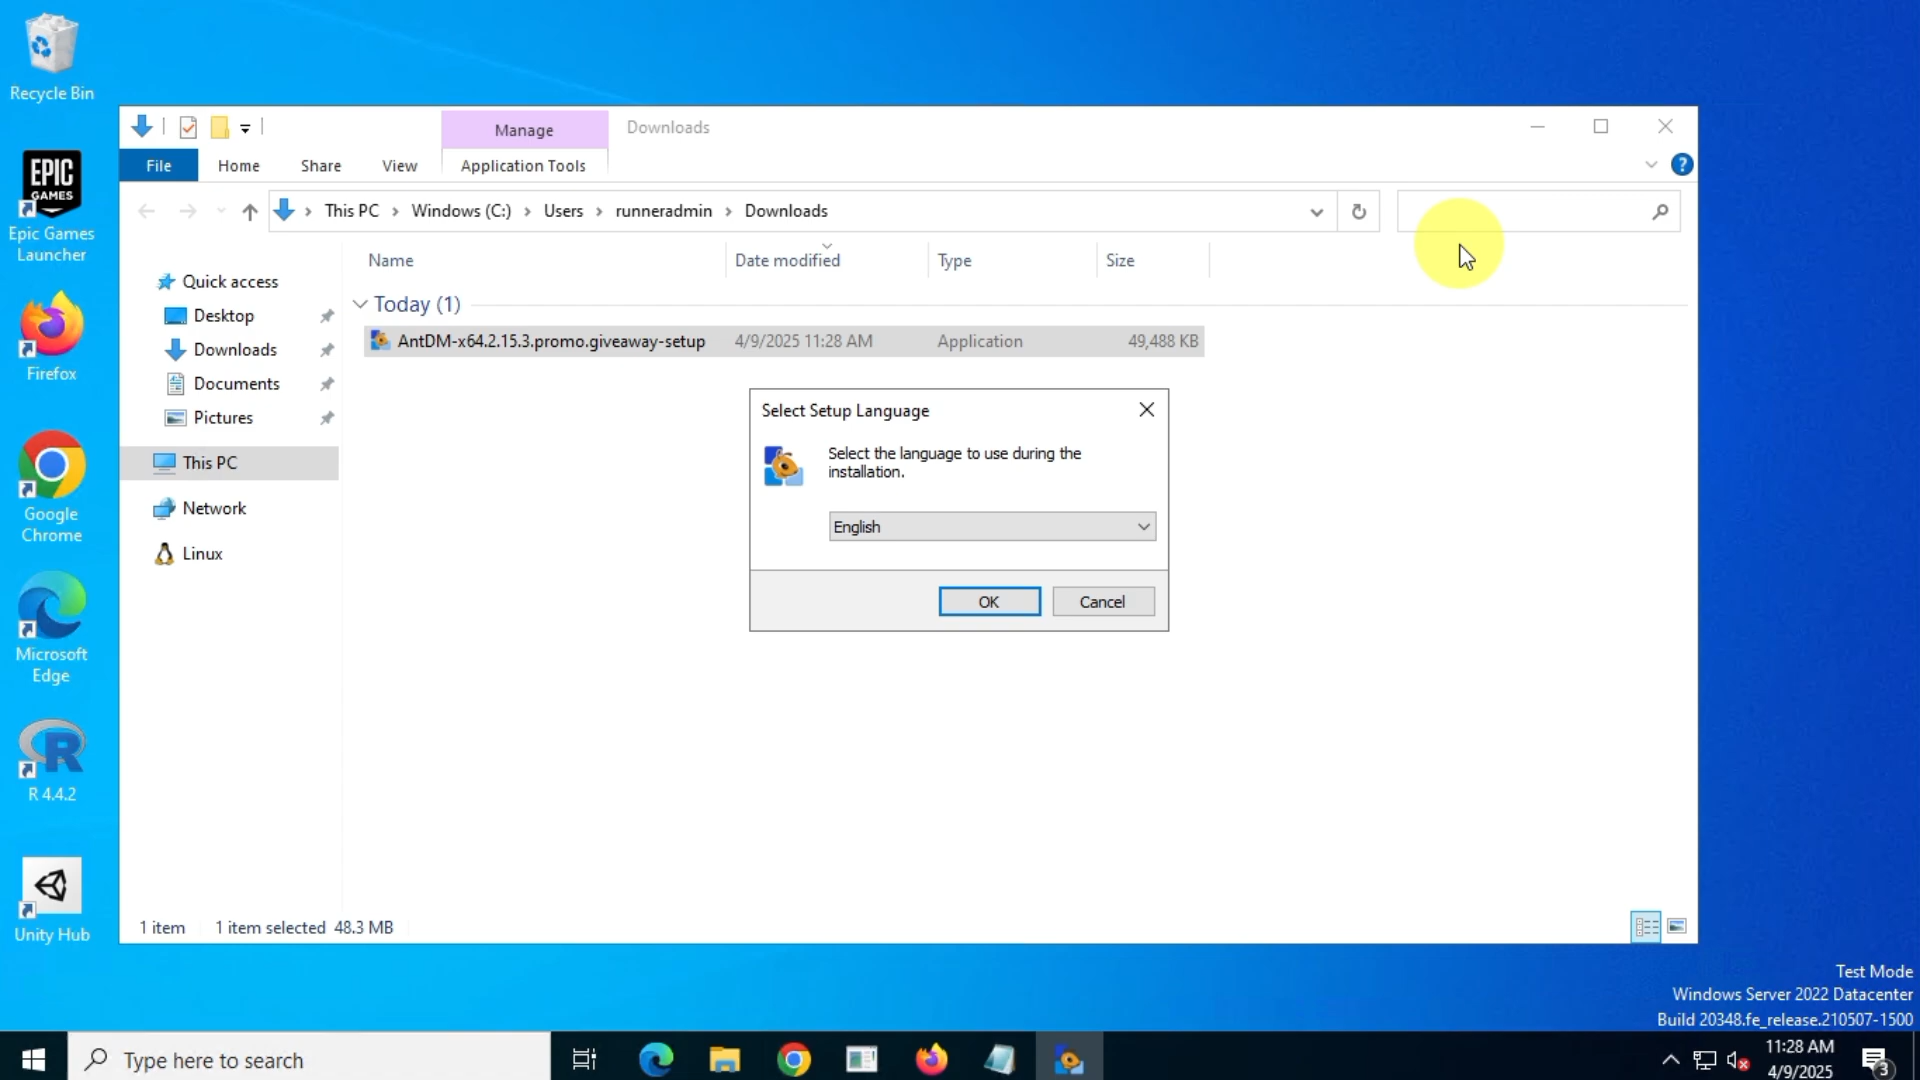 Recycle Bin
EPIC
GAMES
Epic Games
Launcher
Firefox
Google
Chrome
Microsoft
Edge
R 4.4.2
Unity Hub
Manage
Downloads
File
Home
Share
View
Application Tools
This PC
Windows (C:)
Users
runneradmin
Downloads
Name
Date modified
Type
Size
Quick access
Desktop
Downloads
Documents
Pictures
This PC
Network
Linux
Today (1)
AntDM-x64.2.15.3.promo.giveaway-setup
4/9/2025 11:28 AM
Application
49,488 KB
Select Setup Language
Select the language to use during the
installation.
English
OK
Cancel
1 item
1 item selected 48.3 MB
Test Mode
Windows Server 2022 Datacenter
Build 20348.fe_release.210507-1500
Type here to search
11:28 AM
4/9/2025
3